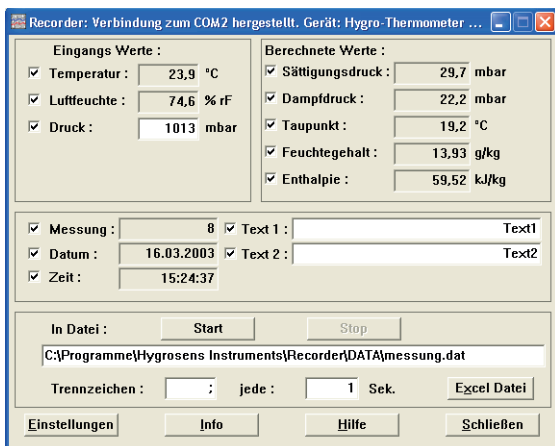 Recorder: Verbindung zum COM2 hergestellt. Gerät: Hygro-Thermometer ...
Eingangs Werte :
Temperatur : 23,9 °C
Luftfeuchte : 74,6 % rF
Druck : 1013 mbar
Berechnete Werte :
Sättigungsdruck : 29,7 mbar
Dampfdruck : 22,2 mbar
Taupunkt : 19,2 °C
Feuchtegehalt : 13,93 g/kg
Enthalpie : 59,52 kJ/kg
Messung : 8 Text 1 : Text1
Datum : 16.03.2003 Text 2 : Text2
Zeit : 15:24:37
In Datei : Start Stop
C:\Programme\Hygrosens Instruments\Recorder\DATA\messung.dat
Trennzeichen : ; jede : 1 Sek. Excel Datei
Einstellungen Info Hilfe Schließen